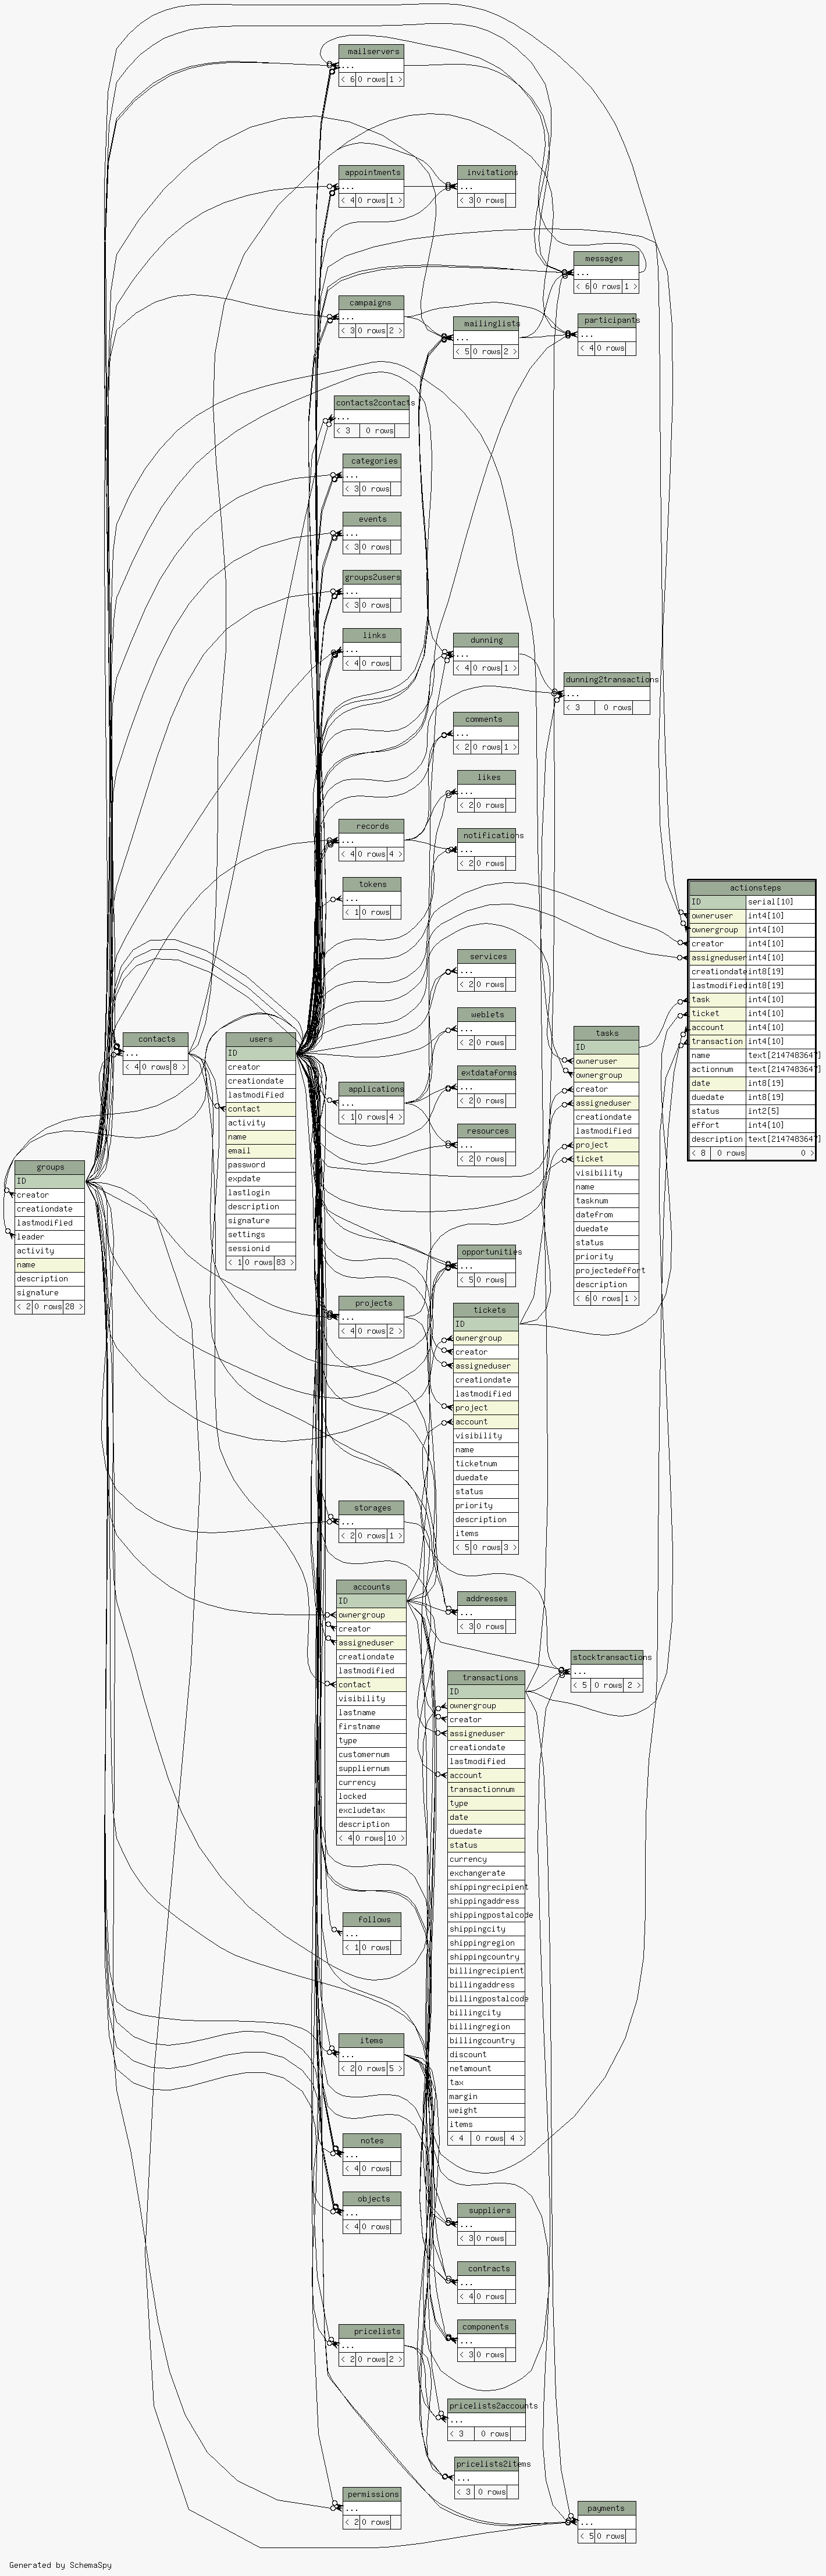 mailservers
...
< 6 0 rows 1 >
appointments
...
< 4 0 rows 1 >
invitations
...
< 3 0 rows
messages
...
< 6 0 rows 1 >
campaigns
...
< 3 0 rows 2 >
mailinglists
...
< 5 0 rows 2 >
participants
...
< 4 0 rows
contacts2contacts
...
< 3 0 rows
categories
...
< 3 0 rows
events
...
< 3 0 rows
groups2users
...
< 3 0 rows
links
...
< 4 0 rows
dunning
...
< 4 0 rows 1 >
dunning2transactions
...
< 3 0 rows
comments
...
< 2 0 rows 1 >
likes
...
< 2 0 rows
records
...
< 4 0 rows 4 >
notifications
...
< 2 0 rows
tokens
...
< 1 0 rows
actionsteps
ID serial[10]
owneruser int4[10]
ownergroup int4[10]
creator int4[10]
assigneduser int4[10]
creationdate int8[19]
lastmodified int8[19]
task int4[10]
ticket int4[10]
account int4[10]
transaction int4[10]
name text[2147483647]
actionnum text[2147483647]
date int8[19]
duedate int8[19]
status int2[5]
effort int4[10]
description text[2147483647]
< 8 0 rows 0 >
services
...
< 2 0 rows
weblets
...
< 2 0 rows
contacts
...
< 4 0 rows 8 >
users
ID
creator
creationdate
lastmodified
contact
activity
name
email
password
expdate
lastlogin
description
signature
settings
sessionid
< 1 0 rows 83 >
tasks
ID
owneruser
ownergroup
creator
assigneduser
creationdate
lastmodified
project
ticket
visibility
name
tasknum
datefrom
duedate
status
priority
projectedeffort
description
< 6 0 rows 1 >
extdataforms
...
< 2 0 rows
applications
...
< 1 0 rows 4 >
resources
...
< 2 0 rows
groups
ID
creator
creationdate
lastmodified
leader
activity
name
description
signature
< 2 0 rows 28 >
opportunities
...
< 5 0 rows
projects
...
< 4 0 rows 2 >
tickets
ID
ownergroup
creator
assigneduser
creationdate
lastmodified
project
account
visibility
name
ticketnum
duedate
status
priority
description
items
< 5 0 rows 3 >
storages
...
< 2 0 rows 1 >
accounts
ID
ownergroup
creator
assigneduser
creationdate
lastmodified
contact
visibility
lastname
firstname
type
customernum
suppliernum
currency
locked
excludetax
description
< 4 0 rows 10 >
addresses
...
< 3 0 rows
stocktransactions
...
< 5 0 rows 2 >
transactions
ID
ownergroup
creator
assigneduser
creationdate
lastmodified
account
transactionnum
type
date
duedate
status
currency
exchangerate
shippingrecipient
shippingaddress
shippingpostalcode
shippingcity
shippingregion
shippingcountry
billingrecipient
billingaddress
billingpostalcode
billingcity
billingregion
billingcountry
discount
netamount
tax
margin
weight
items
< 4 0 rows 4 >
follows
...
< 1 0 rows
items
...
< 2 0 rows 5 >
notes
...
< 4 0 rows
objects
...
< 4 0 rows
suppliers
...
< 3 0 rows
contracts
...
< 4 0 rows
components
...
< 3 0 rows
pricelists
...
< 2 0 rows 2 >
pricelists2accounts
...
< 3 0 rows
pricelists2items
...
< 3 0 rows
permissions
...
< 2 0 rows
payments
...
< 5 0 rows
Generated by SchemaSpy